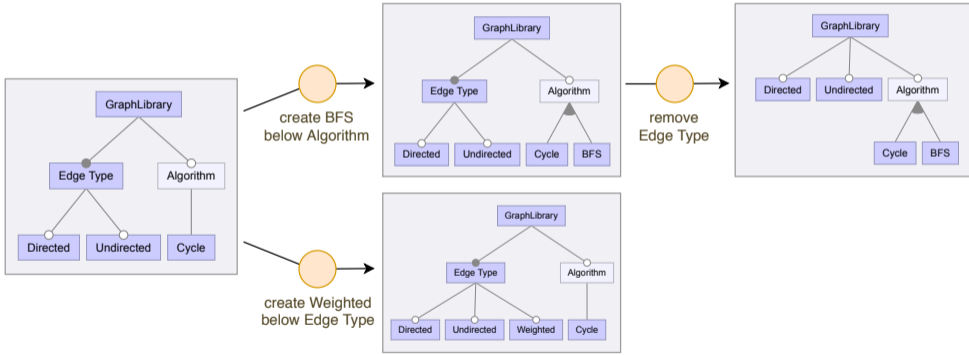 GraphLibrary
Edge Type Algorithm
Directed Undirected Cycle
create BFS
below Algorithm
GraphLibrary
Edge Type Algorithm
Directed Undirected Cycle BFS
remove
Edge Type
GraphLibrary
Directed Undirected Algorithm
Cycle BFS
create Weighted
below Edge Type
GraphLibrary
Edge Type Algorithm
Directed Undirected Weighted Cycle